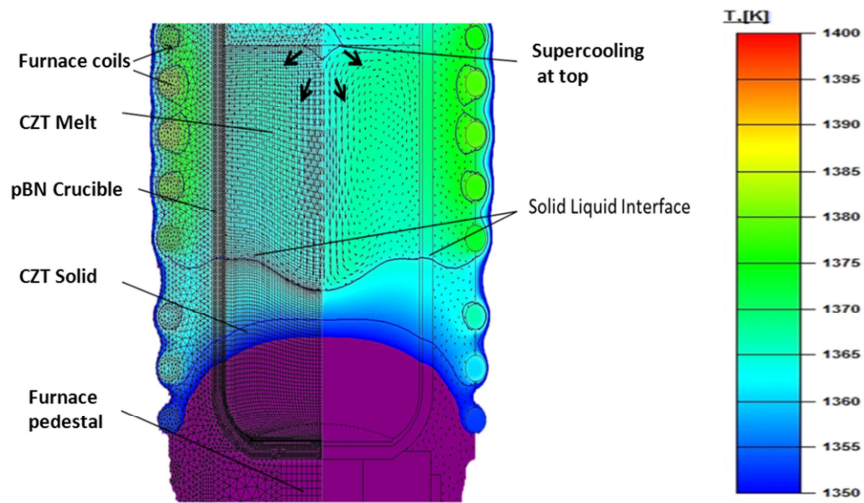 Furnace coils
CZT Melt
pBN Crucible
CZT Solid
Furnace
pedestal
Supercooling
at top
Solid Liquid Interface
T,[K]
1400
1395
1390
1385
1380
1375
1370
1365
1360
1355
1350